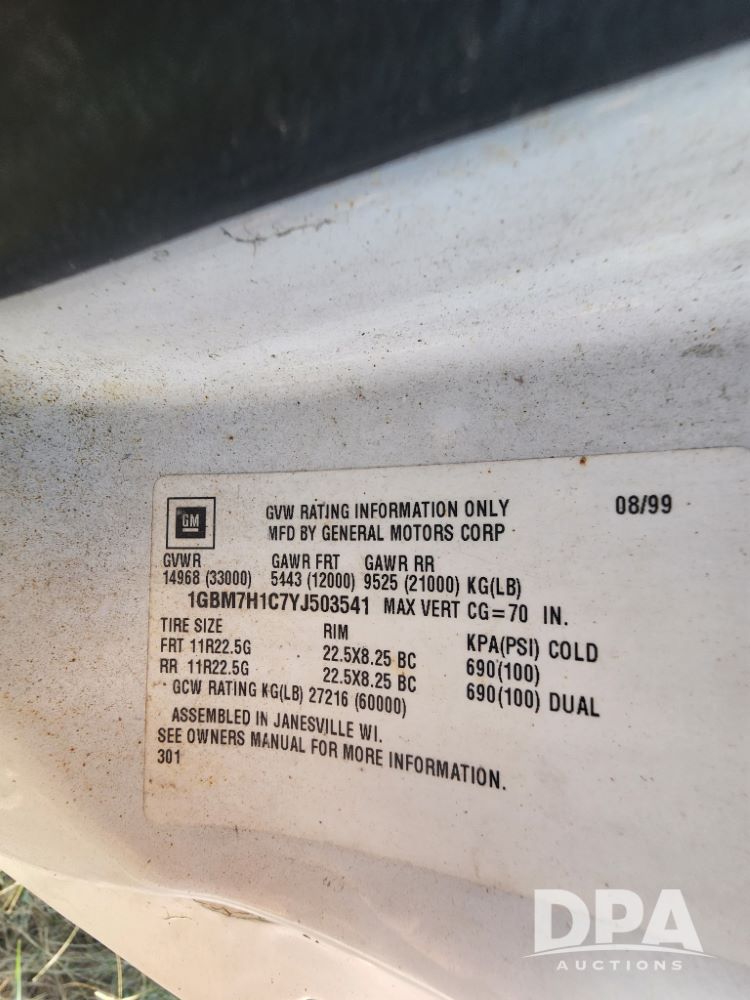 GM
GVW RATING INFORMATION ONLY 08/99
MFD BY GENERAL MOTORS CORP
GVWR GAWR FRT GAWR RR
14968 (33000) 5443 (12000) 9525 (21000) KG(LB)
1GBM7H1C7YJ503541 MAX VERT CG=70 IN.
TIRE SIZE RIM KPA(PSI) COLD
FRT 11R22.5G 22.5X8.25 BC 690(100)
RR 11R22.5G 22.5X8.25 BC 690(100) DUAL
GCW RATING KG(LB) 27216 (60000)
ASSEMBLED IN JANESVILLE WI.
SEE OWNERS MANUAL FOR MORE INFORMATION.
301
DPA
AUCTIONS